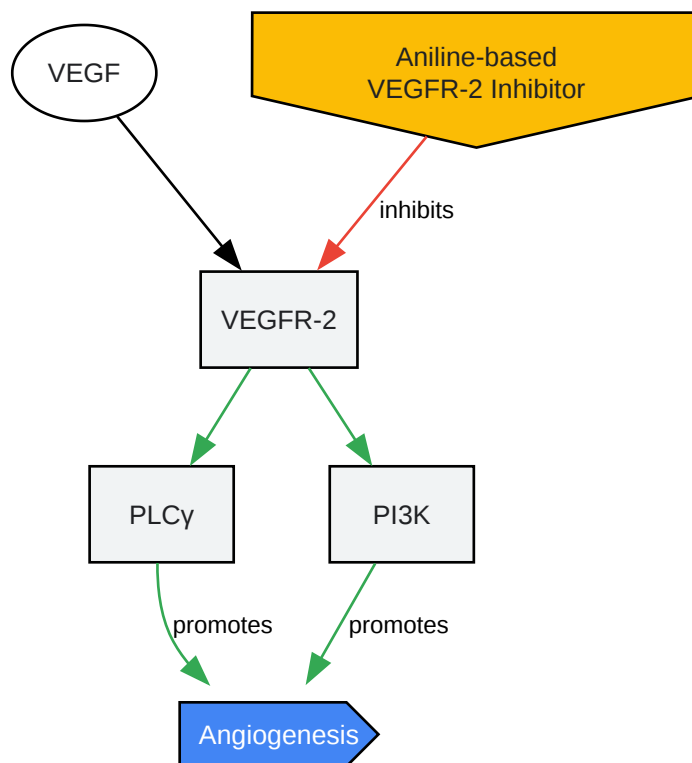 VEGF
Aniline-based
VEGFR-2 Inhibitor
inhibits
VEGFR-2
PLCγ
PI3K
promotes
promotes
Angiogenesis